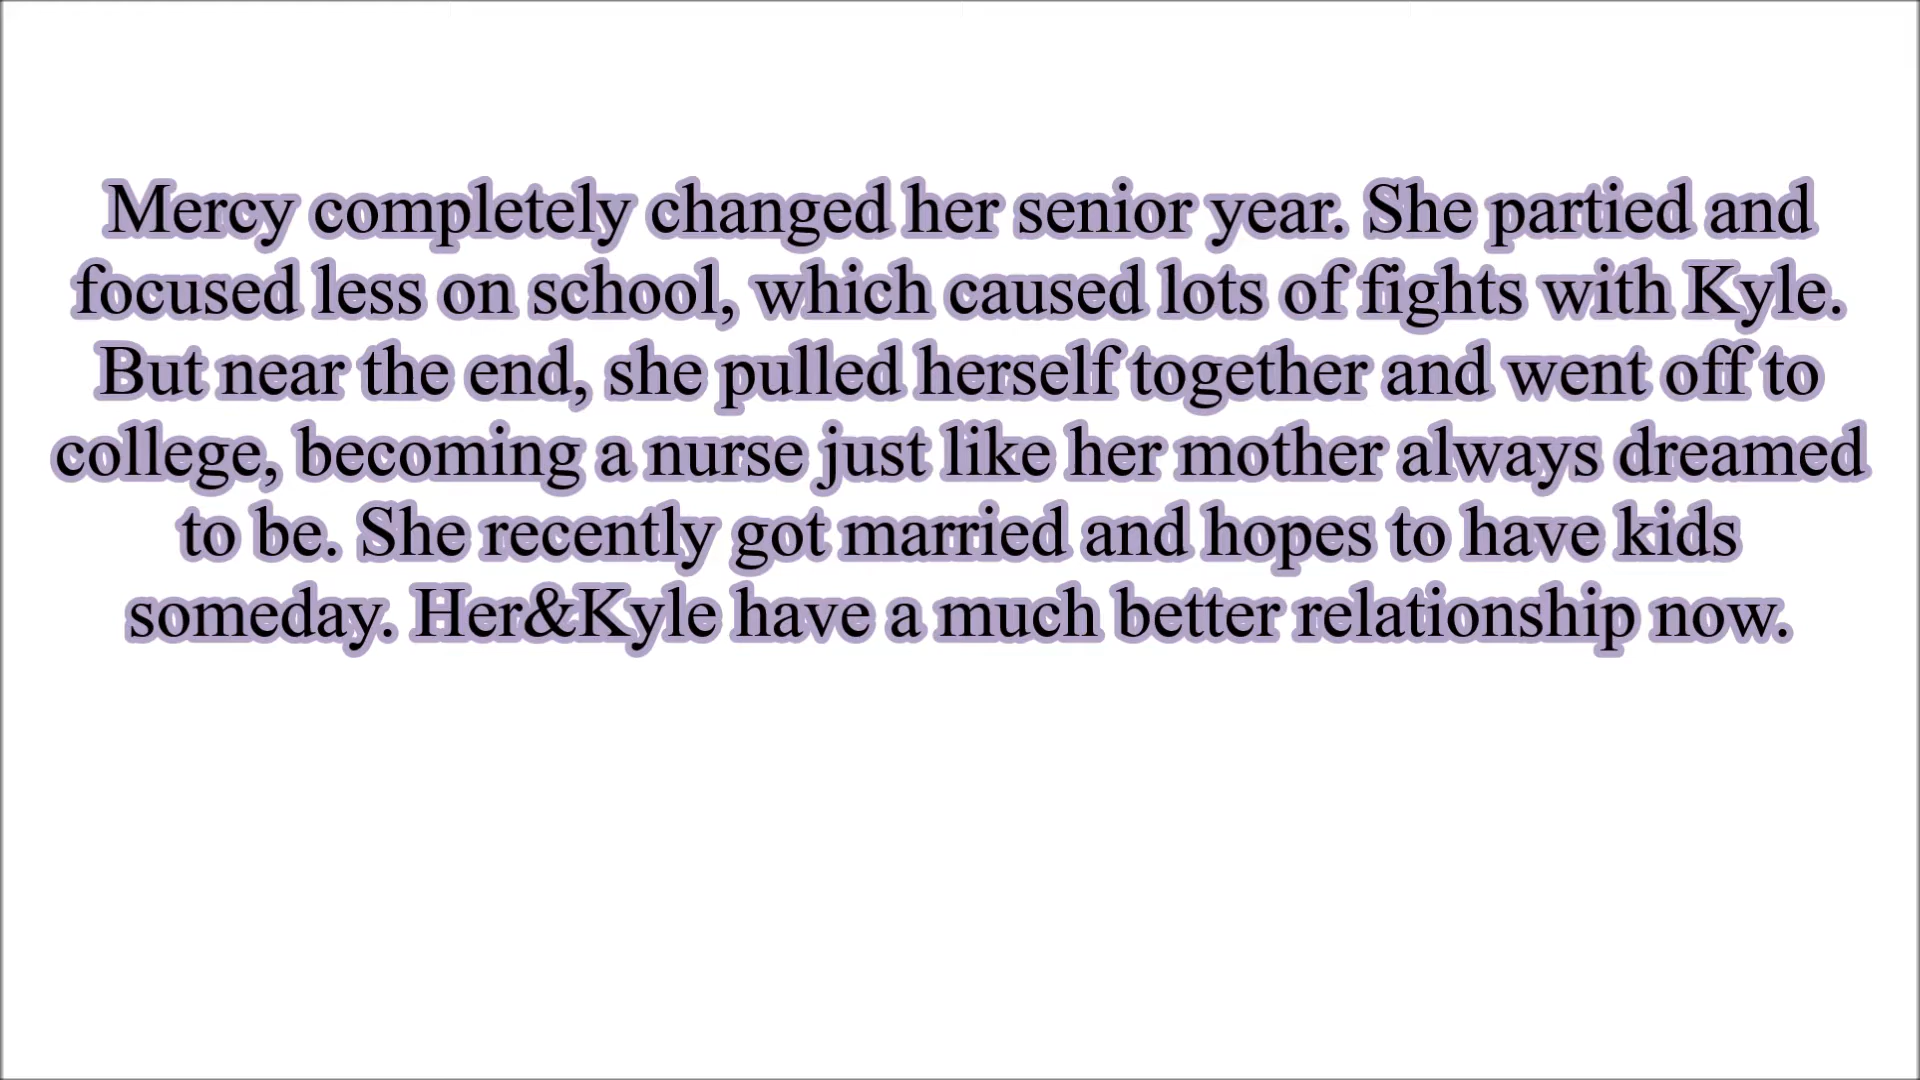 Mercy completely changed her senior year. She partied and
focused less on school, which caused lots of fights with Kyle.
But near the end, she pulled herself together and went off to
college, becoming a nurse just like her mother always dreamed
to be. She recently got married and hopes to have kids
someday. Her&Kyle have a much better relationship now.